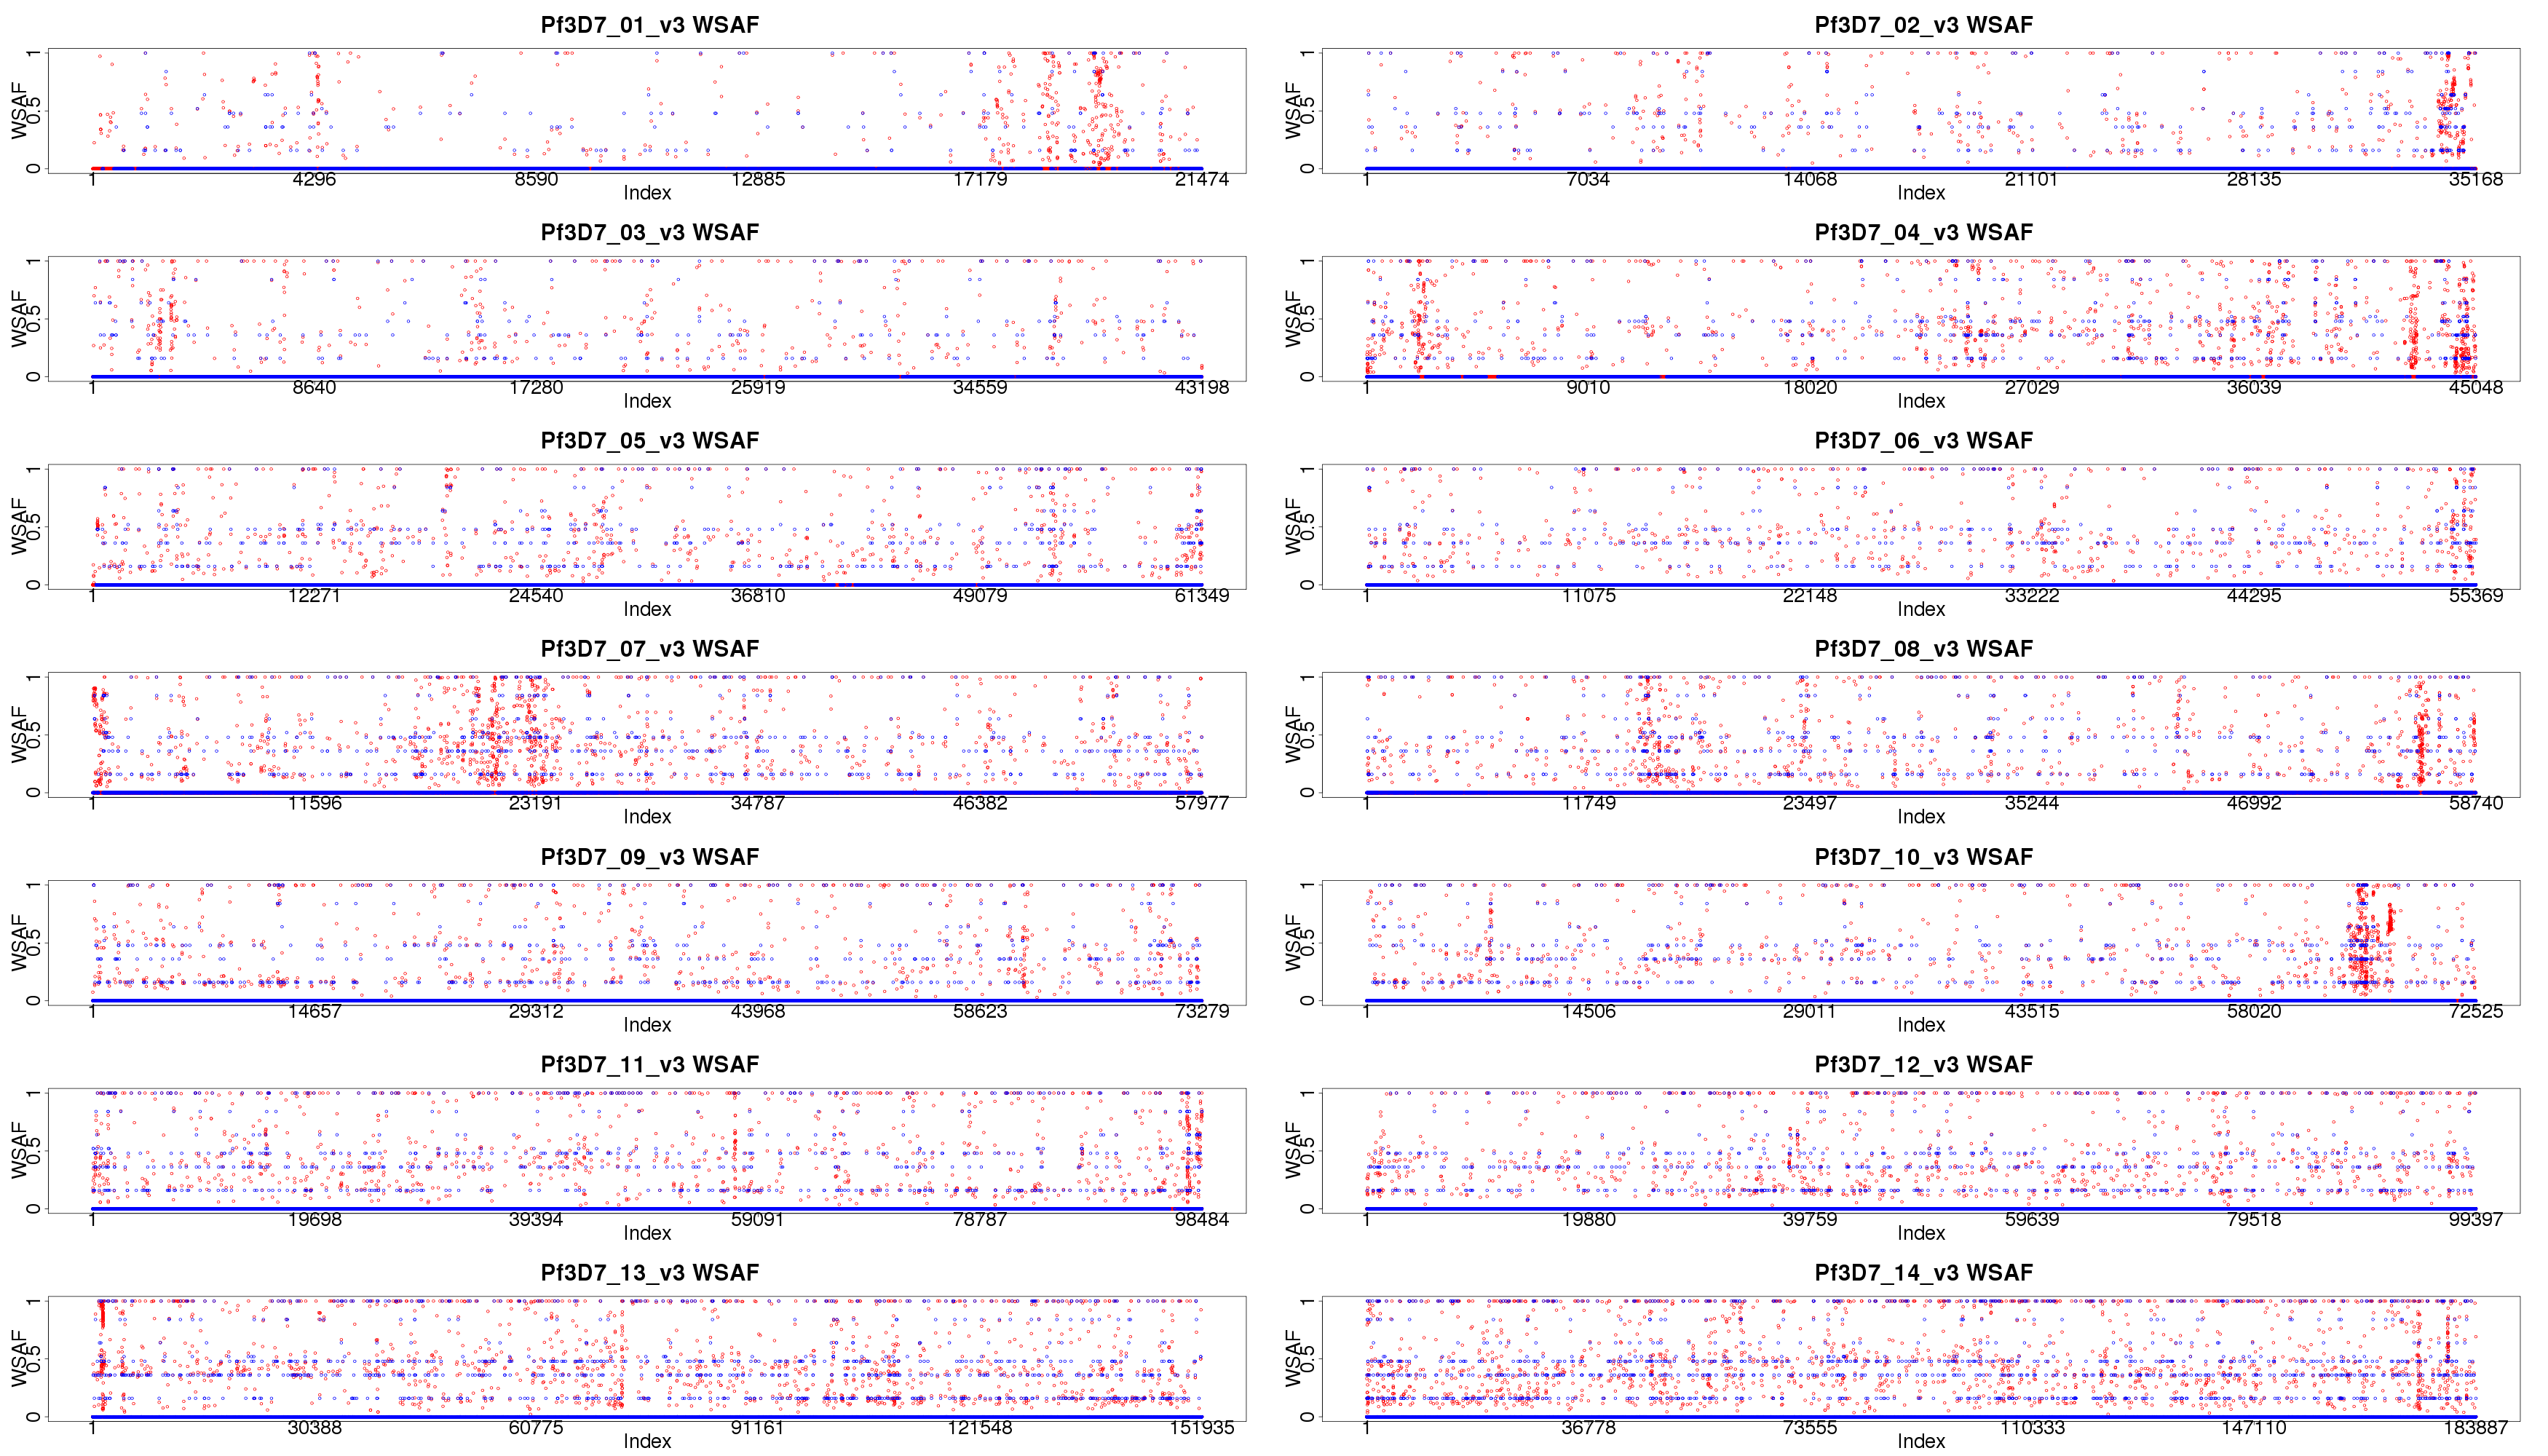 Pf3D7_01_v3 WSAF
WSAF
0 0.5 1
1 4296 8590 12885 17179 21474
Index
Pf3D7_02_v3 WSAF
WSAF
0 0.5 1
1 7034 14068 21101 28135 35168
Index
Pf3D7_03_v3 WSAF
WSAF
0 0.5 1
1 8640 17280 25919 34559 43198
Index
Pf3D7_04_v3 WSAF
WSAF
0 0.5 1
1 9010 18020 27029 36039 45048
Index
Pf3D7_05_v3 WSAF
WSAF
0 0.5 1
1 12271 24540 36810 49079 61349
Index
Pf3D7_06_v3 WSAF
WSAF
0 0.5 1
1 11075 22148 33222 44295 55369
Index
Pf3D7_07_v3 WSAF
WSAF
0 0.5 1
1 11596 23191 34787 46382 57977
Index
Pf3D7_08_v3 WSAF
WSAF
0 0.5 1
1 11749 23497 35244 46992 58740
Index
Pf3D7_09_v3 WSAF
WSAF
0 0.5 1
1 14657 29312 43968 58623 73279
Index
Pf3D7_10_v3 WSAF
WSAF
0 0.5 1
1 14506 29011 43515 58020 72525
Index
Pf3D7_11_v3 WSAF
WSAF
0 0.5 1
1 19698 39394 59091 78787 98484
Index
Pf3D7_12_v3 WSAF
WSAF
0 0.5 1
1 19880 39759 59639 79518 99397
Index
Pf3D7_13_v3 WSAF
WSAF
0 0.5 1
1 30388 60775 91161 121548 151935
Index
Pf3D7_14_v3 WSAF
WSAF
0 0.5 1
1 36778 73555 110333 147110 183887
Index